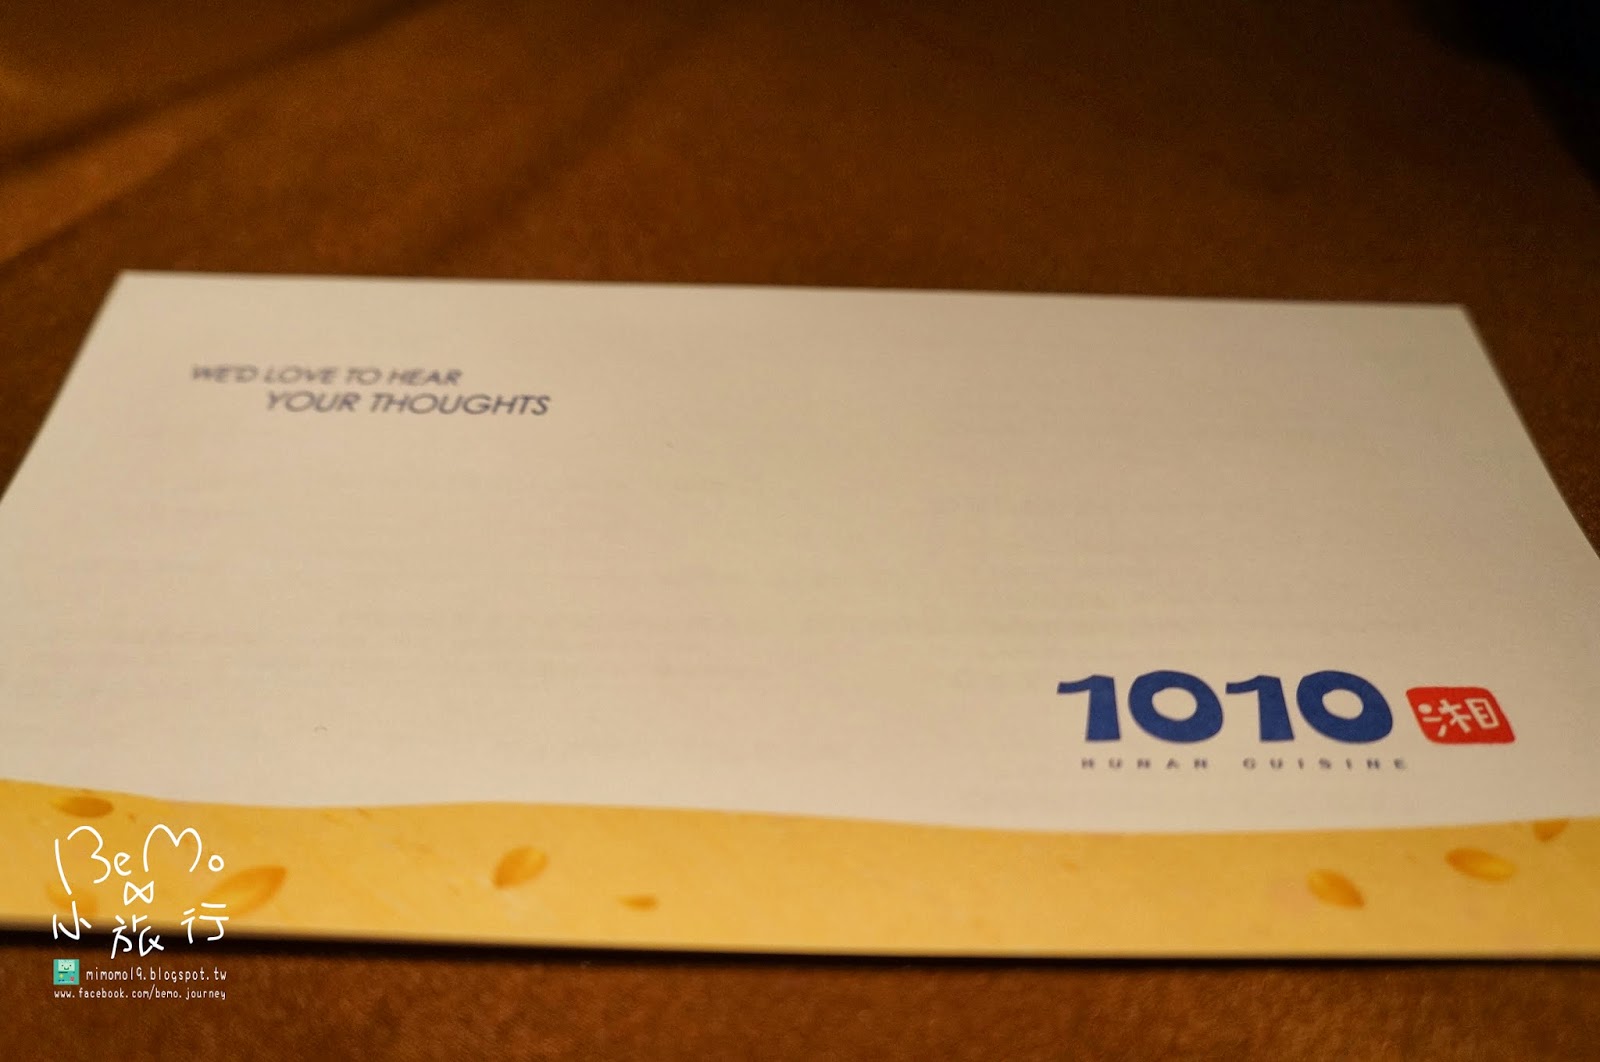 WE'D LOVE TO HEAR
YOUR THOUGHTS
1010 湘
HUNAN CUISINE
BeMo
小旅行
mimomo19.blogspot.tw
www.facebook.com/bemo.journey